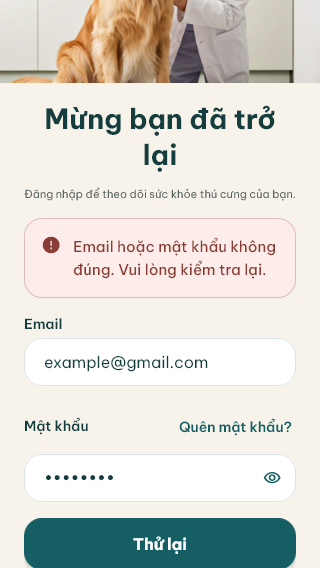 Mừng bạn đã trở
lại
Đăng nhập để theo dõi sức khỏe thú cưng của bạn.
Email hoặc mật khẩu không
đúng. Vui lòng kiểm tra lại.
Email
example@gmail.com
Mật khẩu
Quên mật khẩu?
••••••••
Thử lại